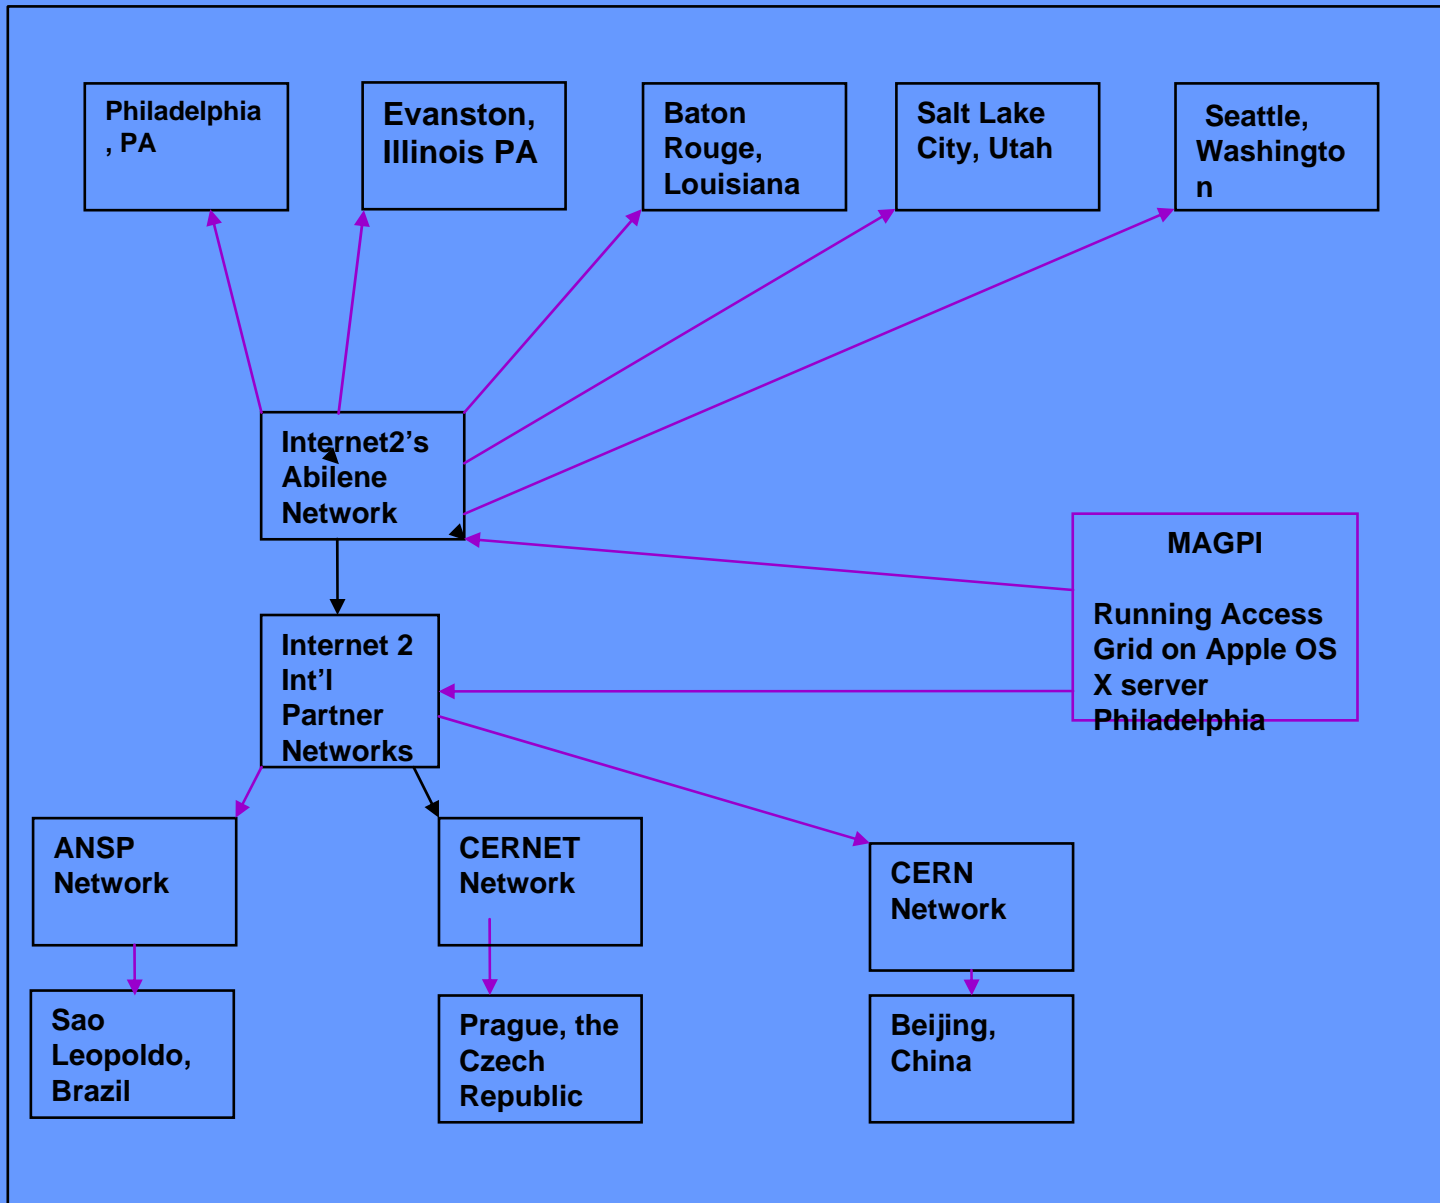 Philadelphia
, PA
Evanston,
Illinois PA
Baton
Rouge,
Louisiana
Salt Lake
City, Utah
Seattle,
Washingto
n
Internet2’s
Abilene
Network
MAGPI
Running Access
Grid on Apple OS
X server
Philadelphia
Internet 2
Int’l
Partner
Networks
ANSP
Network
CERNET
Network
CERN
Network
Sao
Leopoldo,
Brazil
Prague, the
Czech
Republic
Beijing,
China